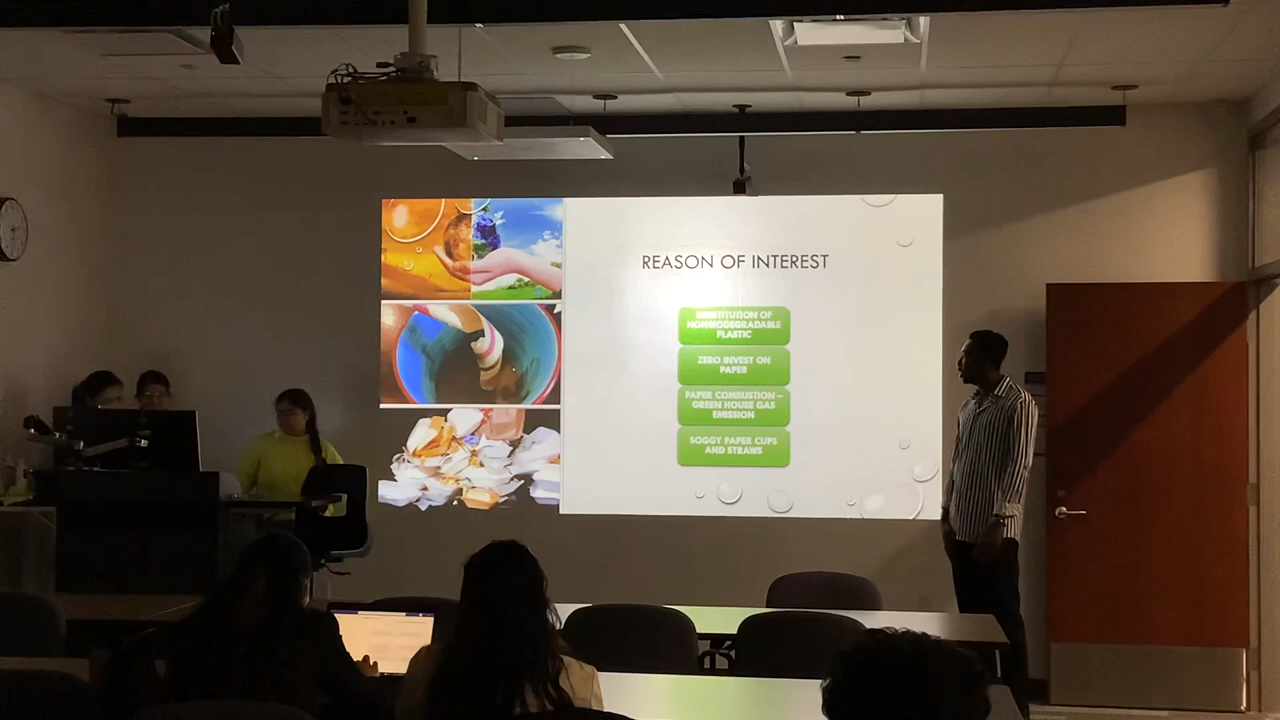 REASON OF INTEREST
SUBSTITUTION OF
NONBIODEGRADABLE
PLASTIC
ZERO INVEST ON
PAPER
PAPER COMBUSTION –
GREEN HOUSE GAS
EMISSION
SOGGY PAPER CUPS
AND STRAWS